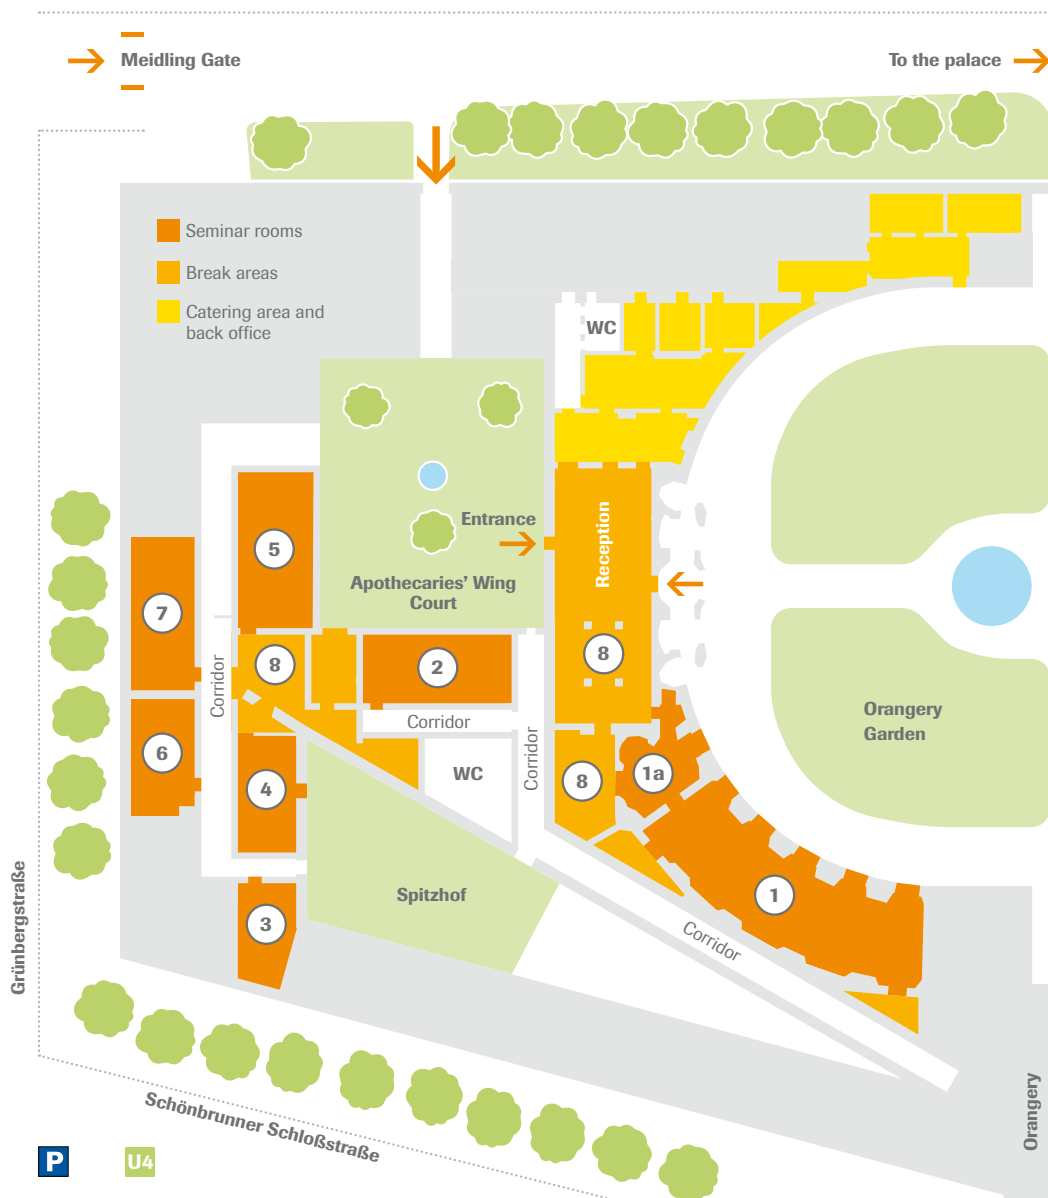 Meidling Gate
To the palace
Seminar rooms
Break areas
Catering area and
back office
WC
Entrance
Reception
5
Apothecaries' Wing
Court
7
8
2
8
Corridor
Corridor
Orangery
Garden
6
4
WC
Corridor
8
1a
3
Spitzhof
1
Corridor
Grünbergstraße
Schönbrunner Schloßstraße
Orangery
P
U4